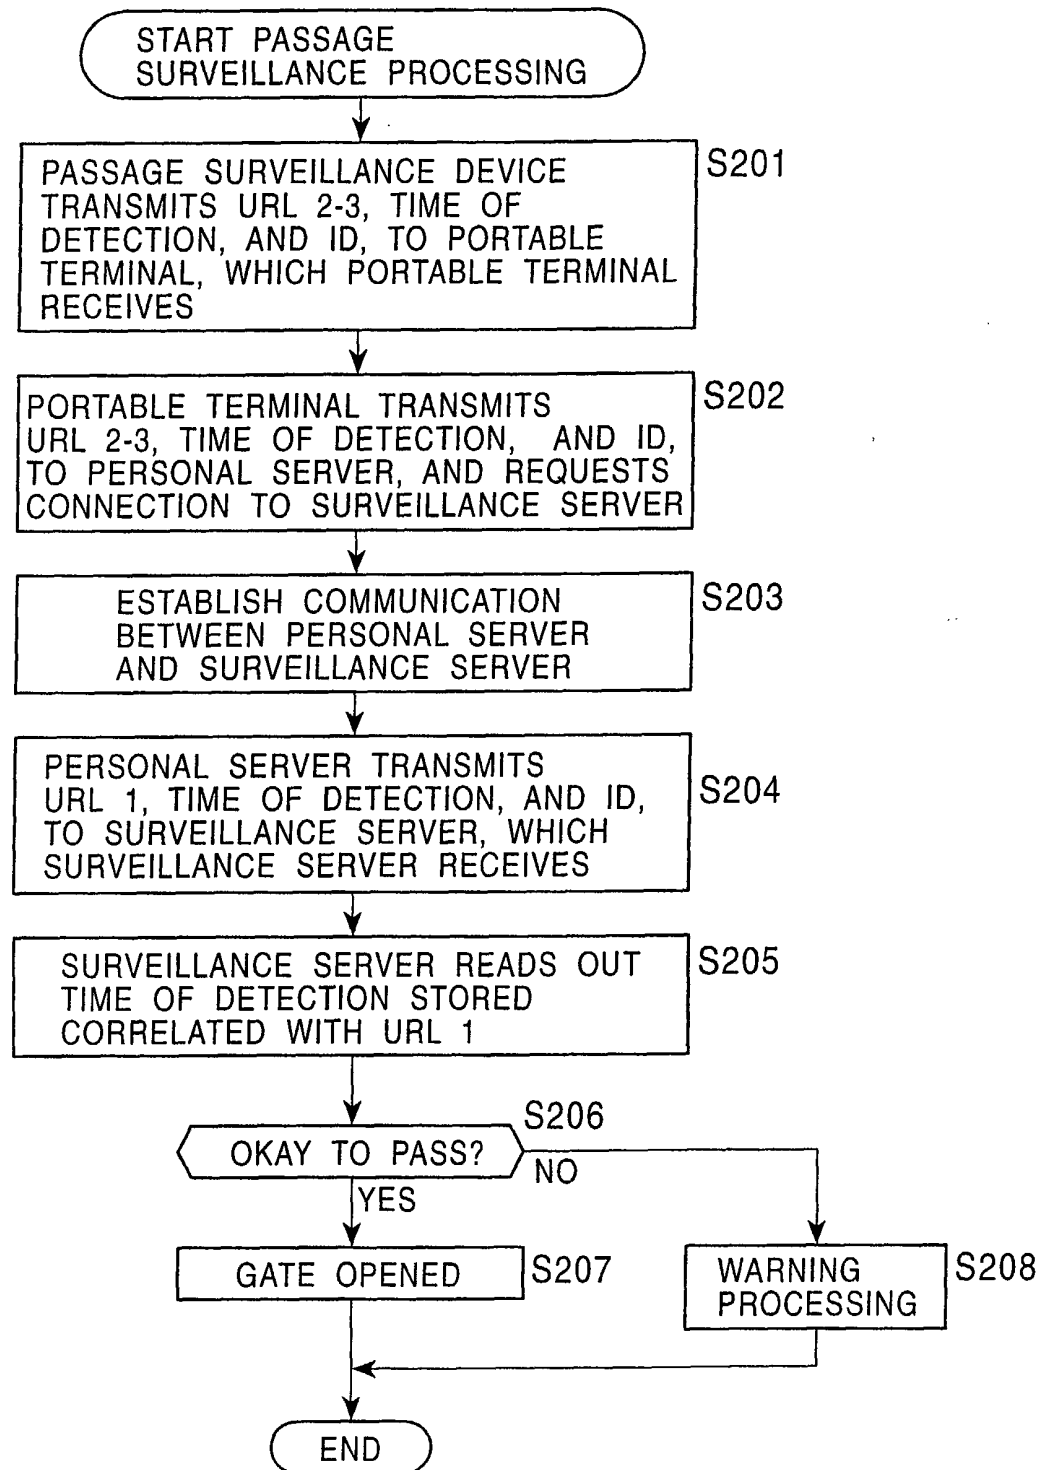 START PASSAGE
SURVEILLANCE PROCESSING
PASSAGE SURVEILLANCE DEVICE
TRANSMITS URL 2-3, TIME OF
DETECTION, AND ID, TO PORTABLE
TERMINAL, WHICH PORTABLE TERMINAL
RECEIVES
S201
PORTABLE TERMINAL TRANSMITS
URL 2-3, TIME OF DETECTION, AND ID,
TO PERSONAL SERVER, AND REQUESTS
CONNECTION TO SURVEILLANCE SERVER
S202
ESTABLISH COMMUNICATION
BETWEEN PERSONAL SERVER
AND SURVEILLANCE SERVER
S203
PERSONAL SERVER TRANSMITS
URL 1, TIME OF DETECTION, AND ID,
TO SURVEILLANCE SERVER, WHICH
SURVEILLANCE SERVER RECEIVES
S204
SURVEILLANCE SERVER READS OUT
TIME OF DETECTION STORED
CORRELATED WITH URL 1
S205
S206
OKAY TO PASS?
NO
YES
GATE OPENED
S207
WARNING
PROCESSING
S208
END